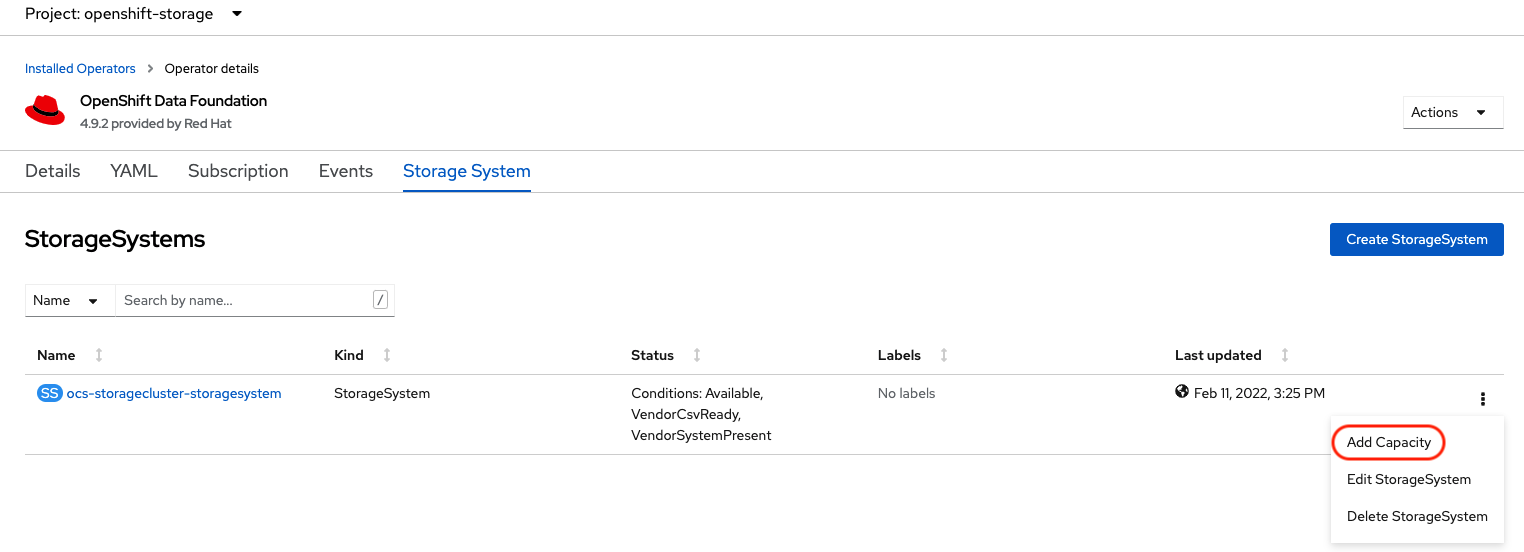 Project: openshift-storage
Installed Operators > Operator details
OpenShift Data Foundation
4.9.2 provided by Red Hat
Actions
Details YAML Subscription Events Storage System
StorageSystems
Create StorageSystem
Name Search by name... /
Name Kind Status Labels Last updated
SS ocs-storagecluster-storagesystem StorageSystem Conditions: Available, No labels Feb 11, 2022, 3:25 PM
VendorCsvReady,
VendorSystemPresent
Add Capacity
Edit StorageSystem
Delete StorageSystem